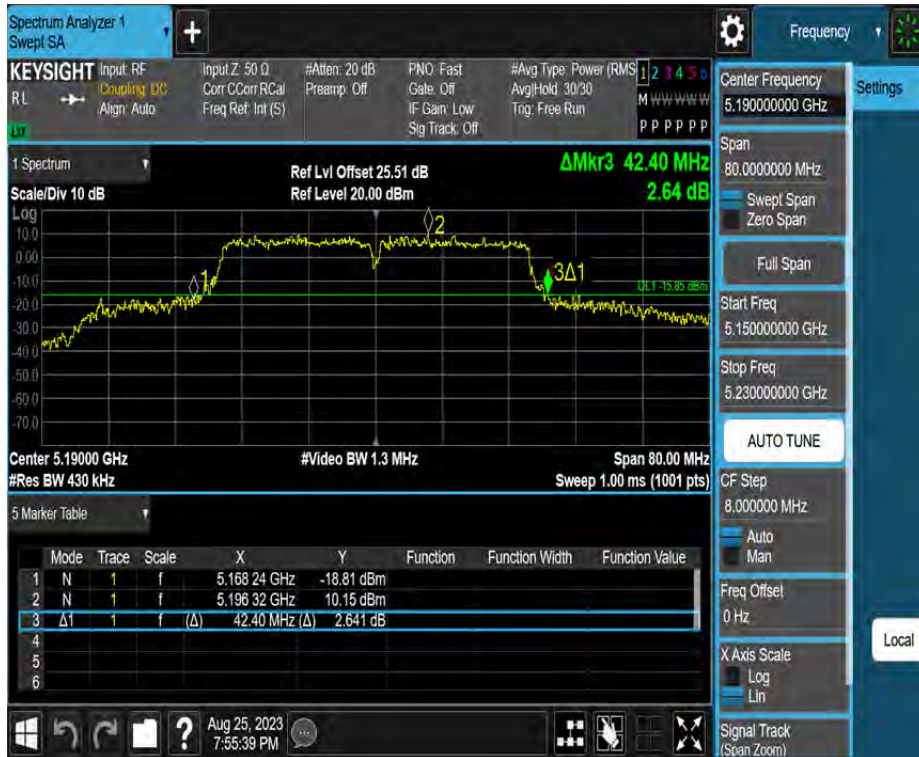 Spectrum Analyzer 1
Swept SA
+
Frequency
KEYSIGHT
Input: RF
Coupling: DC
Align: Auto
Input Z: 50 Ω
Corr CCorr RCal
Freq Ref: Int (S)
#Atten: 20 dB
Preamp: Off
PNO: Fast
Gate: Off
IF Gain: Low
Sig Track: Off
#Avg Type: Power (RMS
Avg|Hold: 30/30
Trig: Free Run
1 2 3 4 5 6
M W W W W W
P P P P P P
RL
1 Spectrum
Scale/Div 10 dB
Ref Lvl Offset 25.51 dB
Ref Level 20.00 dBm
ΔMkr3 42.40 MHz
2.64 dB
Log
10.0
0.00
-10.0
-20.0
-30.0
-40.0
-50.0
-60.0
-70.0
1
2
3Δ1
DL1 -15.85 dBm
Center 5.19000 GHz
#Video BW 1.3 MHz
Span 80.00 MHz
#Res BW 430 kHz
Sweep 1.00 ms (1001 pts)
5 Marker Table
Mode Trace Scale X Y Function Function Width Function Value
1 N 1 f 5.168 24 GHz -18.81 dBm
2 N 1 f 5.196 32 GHz 10.15 dBm
3 Δ1 1 f (Δ) 42.40 MHz (Δ) 2.641 dB
4
5
6
?
Aug 25, 2023
7:55:39 PM
Center Frequency
5.190000000 GHz
Span
80.0000000 MHz
Swept Span
Zero Span
Full Span
Start Freq
5.150000000 GHz
Stop Freq
5.230000000 GHz
AUTO TUNE
CF Step
8.000000 MHz
Auto
Man
Freq Offset
0 Hz
X Axis Scale
Log
Lin
Signal Track
(Span Zoom)
Settings
Local